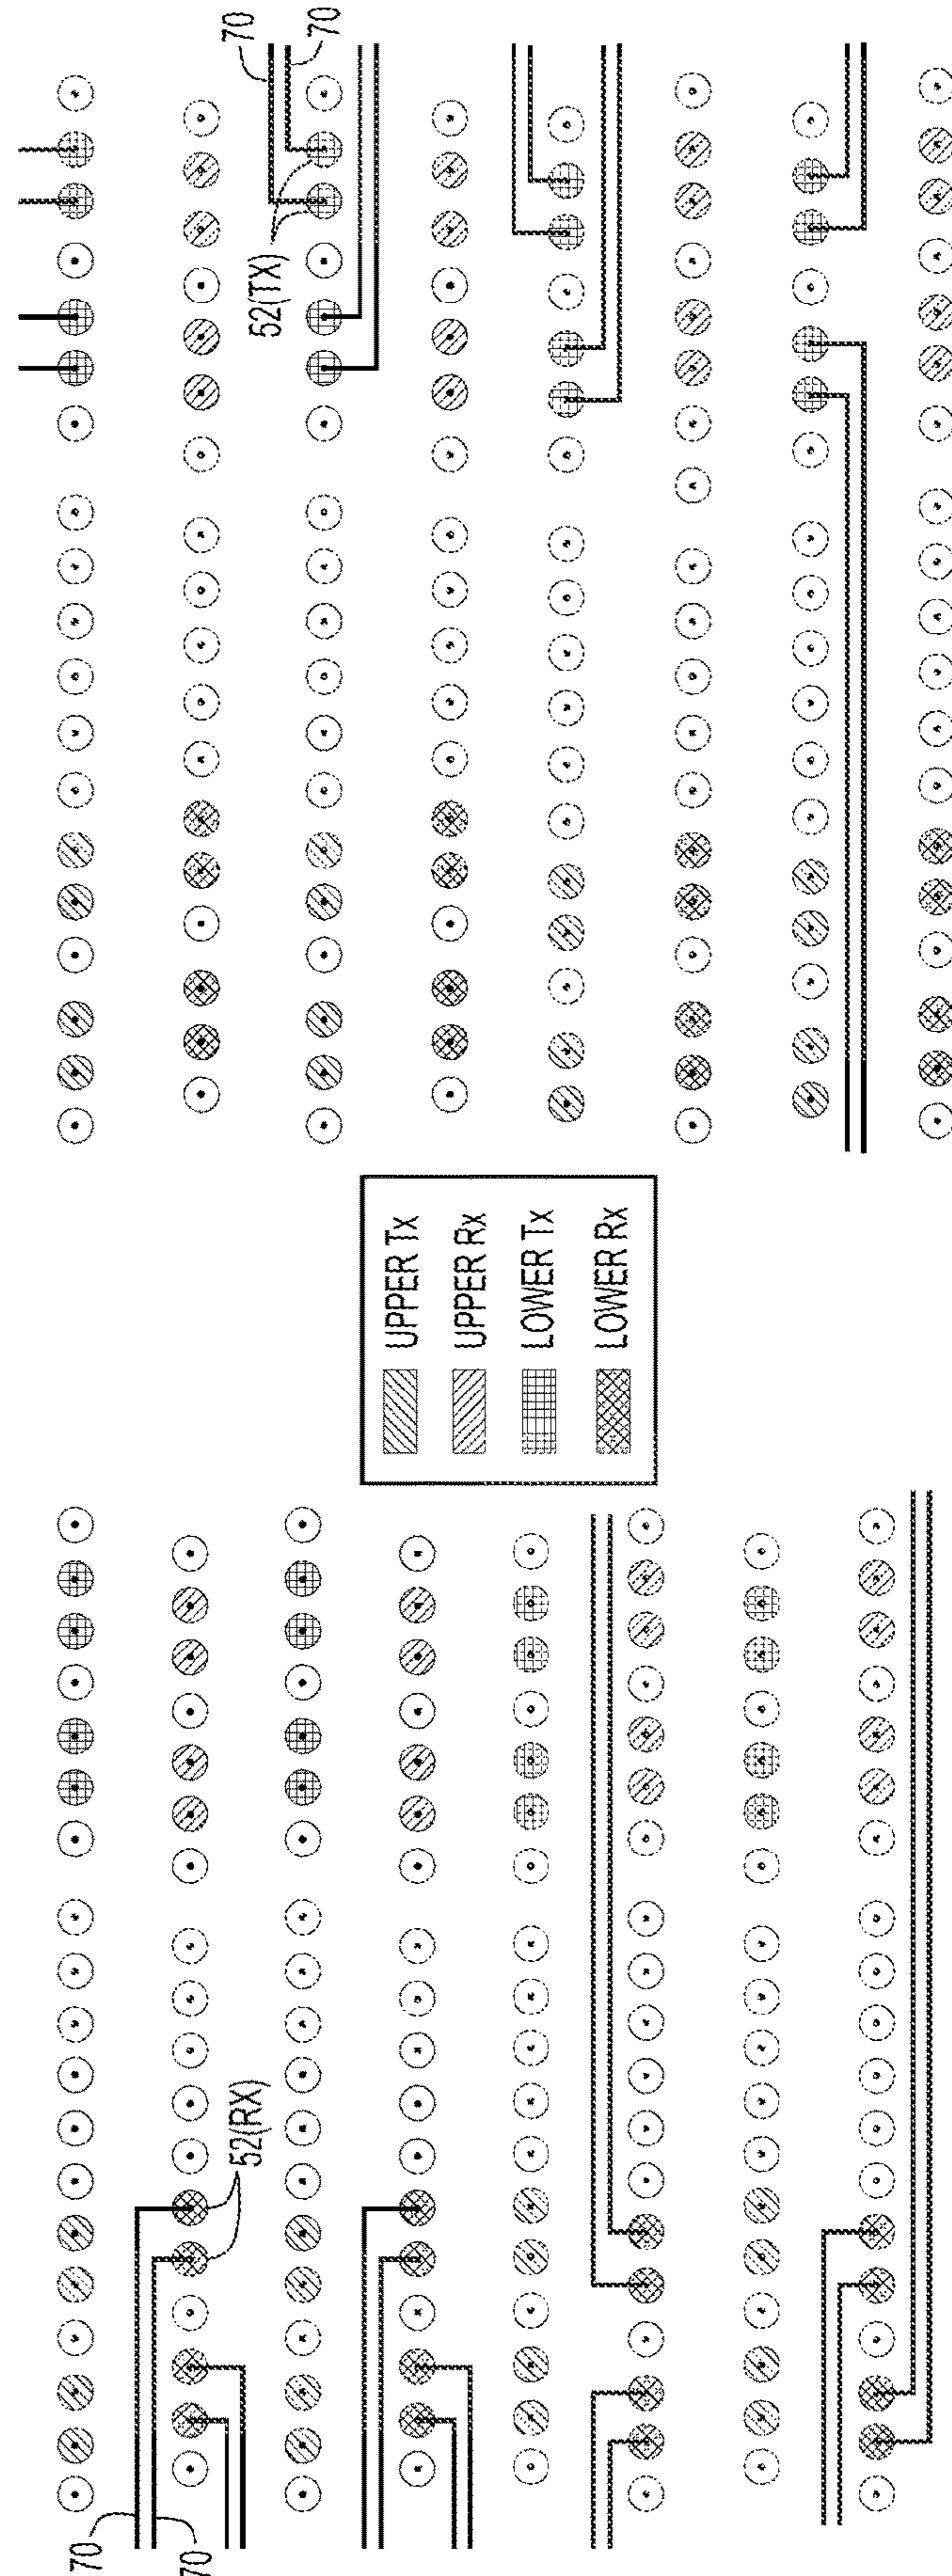 70
70
52(TX)
UPPER Tx
UPPER Rx
LOWER Tx
LOWER Rx
52(RX)
70
70